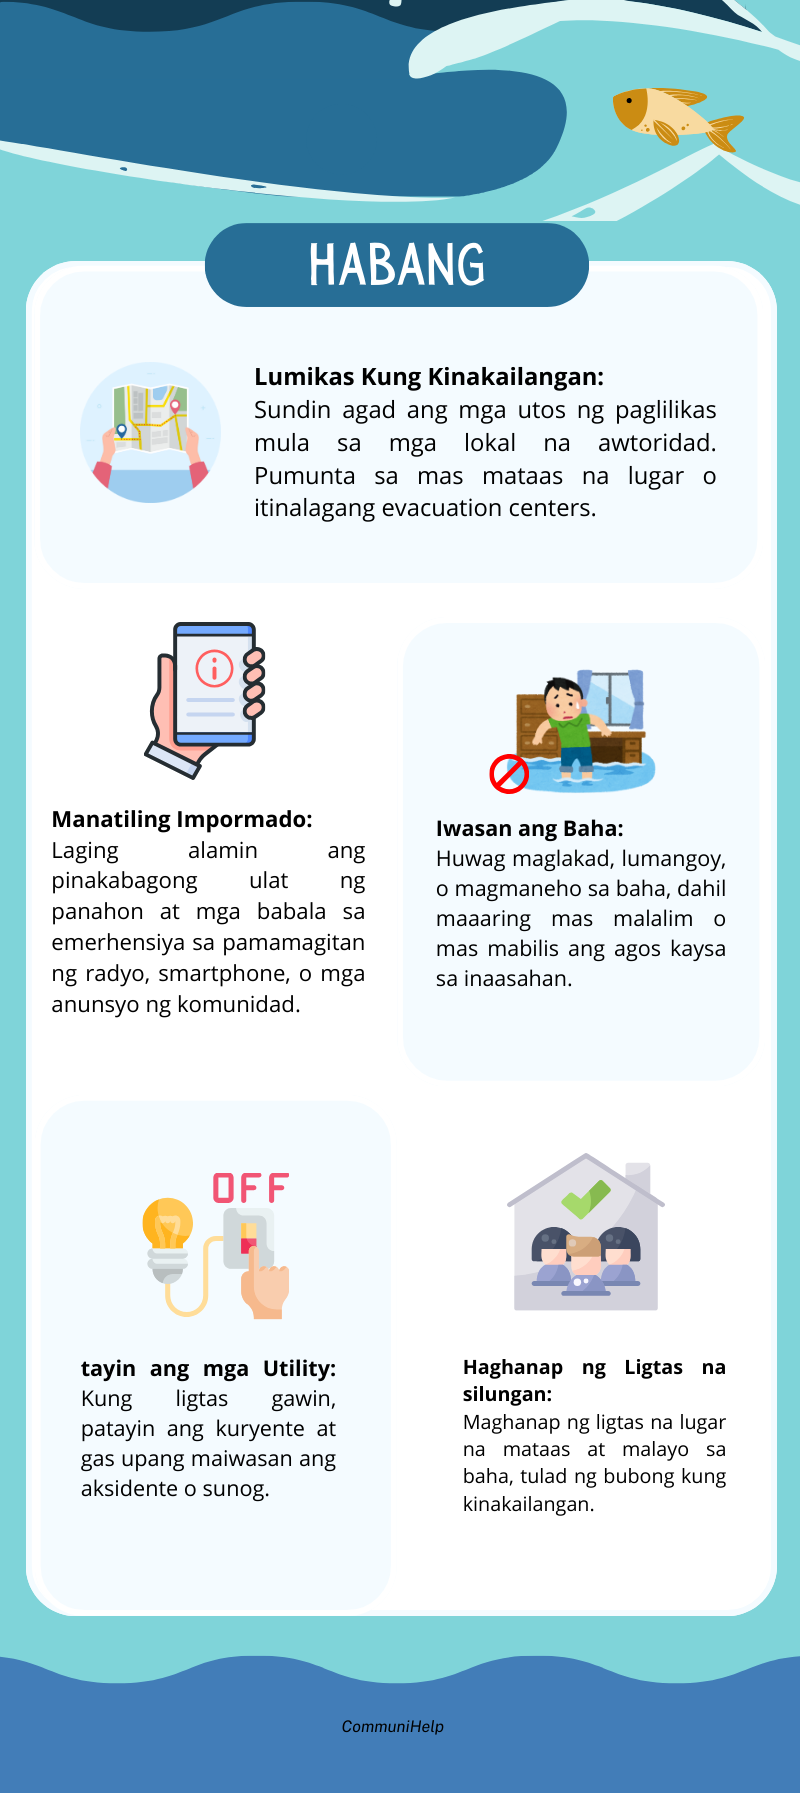 HABANG
Lumikas Kung Kinakailangan:
Sundin agad ang mga utos ng paglilikas
mula sa mga lokal na awtoridad.
Pumunta sa mas mataas na lugar o
itinalagang evacuation centers.
Manatiling Impormado:
Laging alamin ang
pinakabagong ulat ng
panahon at mga babala sa
emerhensiya sa pamamagitan
ng radyo, smartphone, o mga
anunsyo ng komunidad.
Iwasan ang Baha:
Huwag maglakad, lumangoy,
o magmaneho sa baha, dahil
maaaring mas malalim o
mas mabilis ang agos kaysa
sa inaasahan.
OFF
tayin ang mga Utility:
Kung ligtas gawin,
patayin ang kuryente at
gas upang maiwasan ang
aksidente o sunog.
Haghanap ng Ligtas na
silungan:
Maghanap ng ligtas na lugar
na mataas at malayo sa
baha, tulad ng bubong kung
kinakailangan.
CommuniHelp